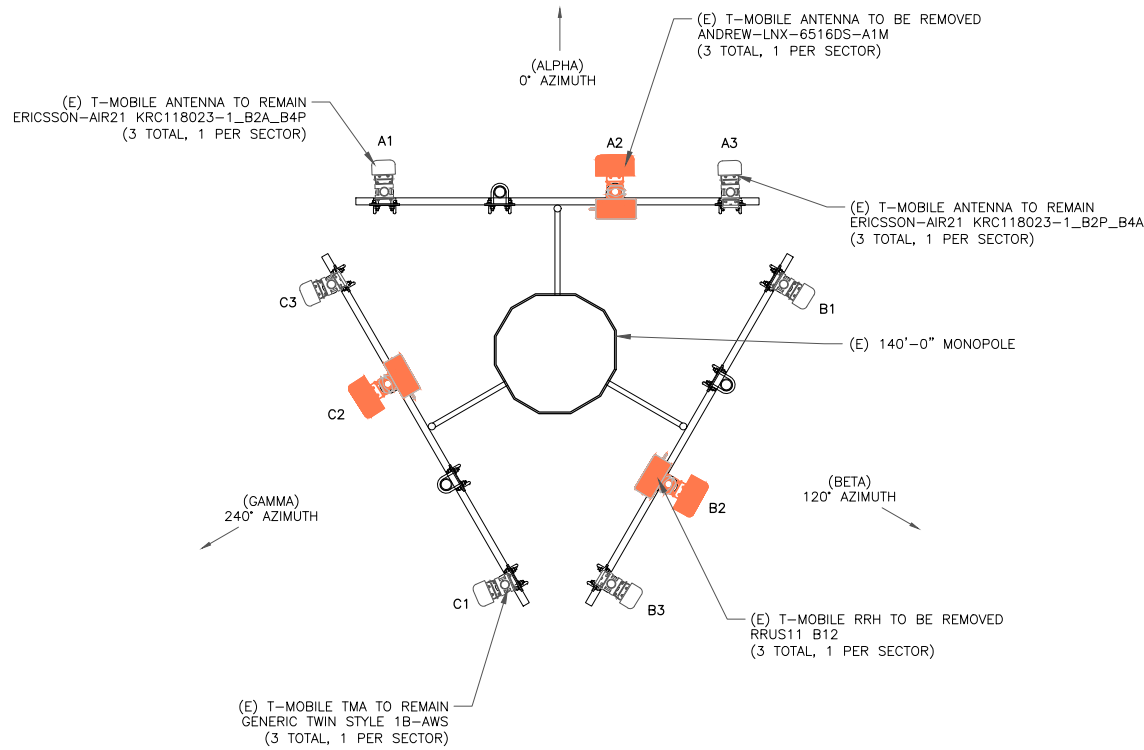 (E) T-MOBILE ANTENNA TO BE REMOVED
ANDREW-LNX-6516DS-A1M
(3 TOTAL, 1 PER SECTOR)
(ALPHA)
0° AZIMUTH
(E) T-MOBILE ANTENNA TO REMAIN
ERICSSON-AIR21 KRC118023-1_B2A_B4P
(3 TOTAL, 1 PER SECTOR)
A1
A2
A3
(E) T-MOBILE ANTENNA TO REMAIN
ERICSSON-AIR21 KRC118023-1_B2P_B4A
(3 TOTAL, 1 PER SECTOR)
C3
B1
(E) 140'-0" MONOPOLE
C2
(BETA)
120° AZIMUTH
(GAMMA)
240° AZIMUTH
B2
C1
B3
(E) T-MOBILE RRH TO BE REMOVED
RRUS11 B12
(3 TOTAL, 1 PER SECTOR)
(E) T-MOBILE TMA TO REMAIN
GENERIC TWIN STYLE 1B-AWS
(3 TOTAL, 1 PER SECTOR)